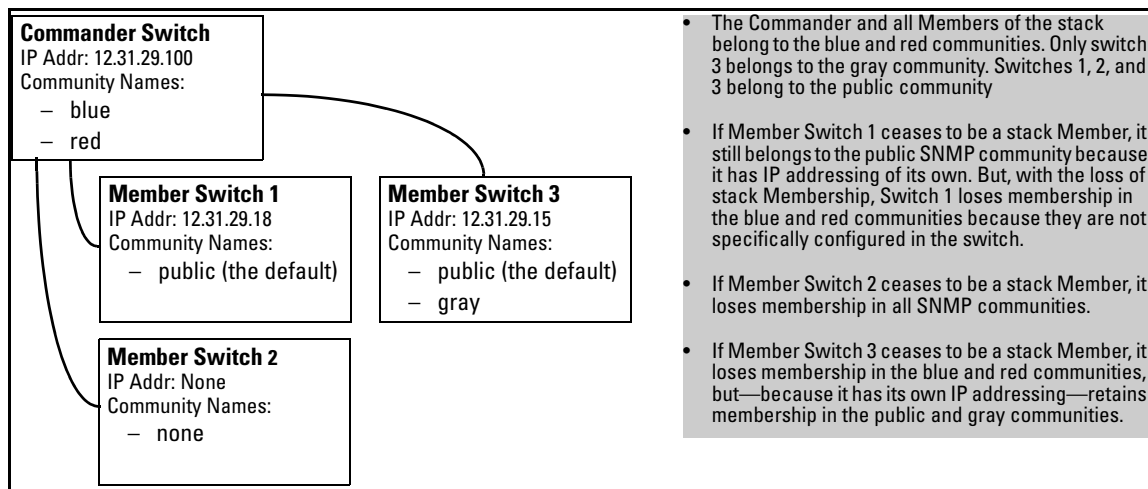 Commander Switch
IP Addr: 12.31.29.100
Community Names:
– blue
– red
Member Switch 1
IP Addr: 12.31.29.18
Community Names:
– public (the default)
Member Switch 3
IP Addr: 12.31.29.15
Community Names:
– public (the default)
– gray
Member Switch 2
IP Addr: None
Community Names:
– none
• The Commander and all Members of the stack
belong to the blue and red communities. Only switch
3 belongs to the gray community. Switches 1, 2, and
3 belong to the public community
• If Member Switch 1 ceases to be a stack Member, it
still belongs to the public SNMP community because
it has IP addressing of its own. But, with the loss of
stack Membership, Switch 1 loses membership in
the blue and red communities because they are not
specifically configured in the switch.
• If Member Switch 2 ceases to be a stack Member, it
loses membership in all SNMP communities.
• If Member Switch 3 ceases to be a stack Member, it
loses membership in the blue and red communities,
but—because it has its own IP addressing—retains
membership in the public and gray communities.